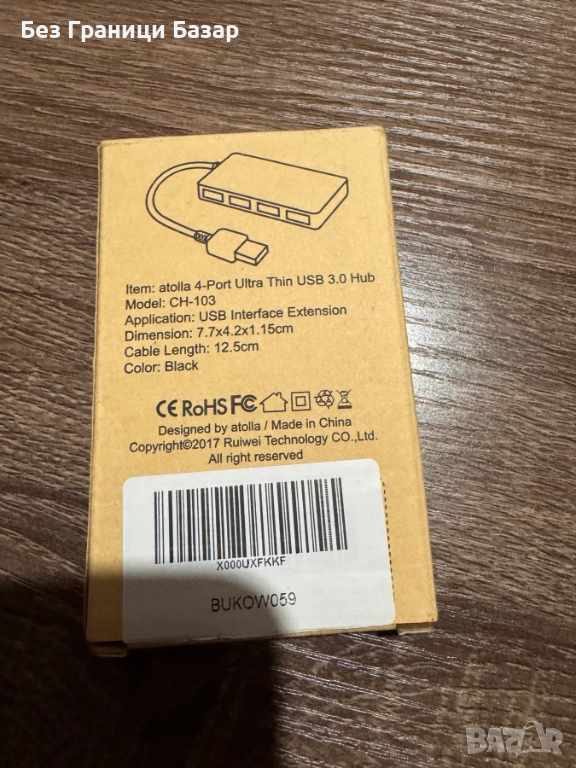 Без Граници Базар
Item: atolla 4-Port Ultra Thin USB 3.0 Hub
Model: CH-103
Application: USB Interface Extension
Dimension: 7.7x4.2x1.15cm
Cable Length: 12.5cm
Color: Black
CE RoHS FC
Designed by atolla / Made in China
Copyright©2017 Ruiwei Technology CO.,Ltd.
All right reserved
X000UXFKKF
BUKOW059
BAZAR